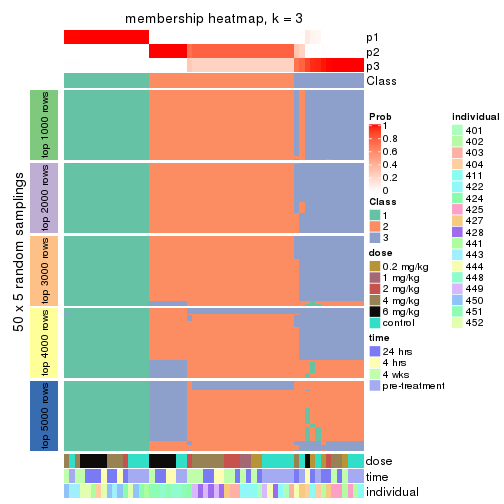 membership heatmap, k = 3
p1
p2
p3
Class
50 x 5 random samplings
top 1000 rows
top 2000 rows
top 3000 rows
top 4000 rows
top 5000 rows
dose
time
individual
Prob
1
0.8
0.6
0.4
0.2
0
Class
1
2
3
dose
0.2 mg/kg
1 mg/kg
2 mg/kg
4 mg/kg
6 mg/kg
control
time
24 hrs
4 hrs
4 wks
pre-treatment
individual
401
402
403
404
411
422
424
425
427
428
441
443
444
448
449
450
451
452